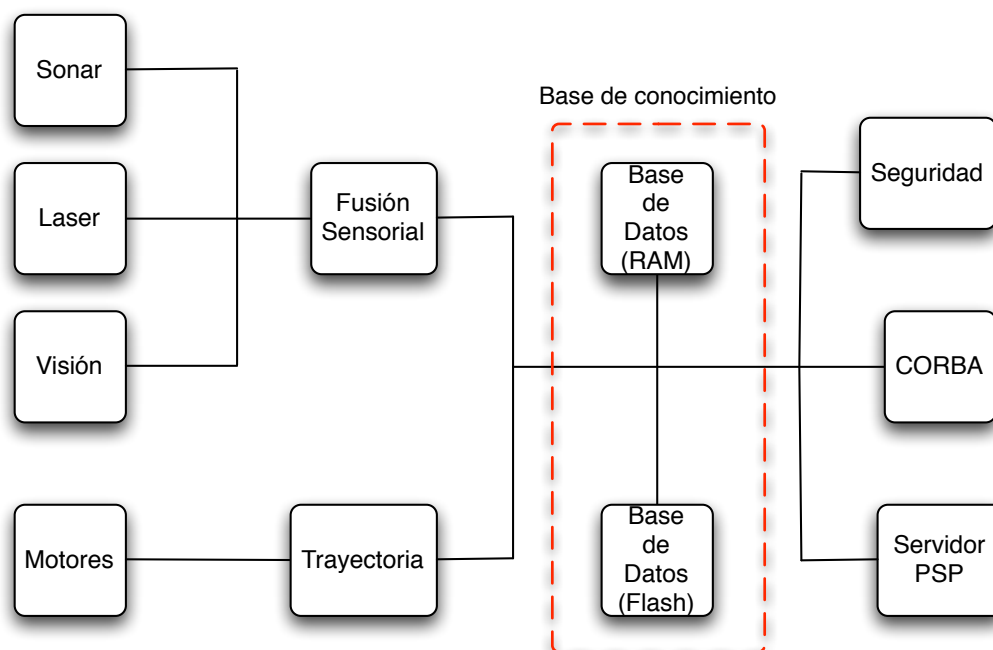 Sonar
Base de conocimiento
Laser
Fusión
Sensorial
Base
de
Datos
(RAM)
Seguridad
Visión
CORBA
Motores
Trayectoria
Base
de
Datos
(Flash)
Servidor
PSP